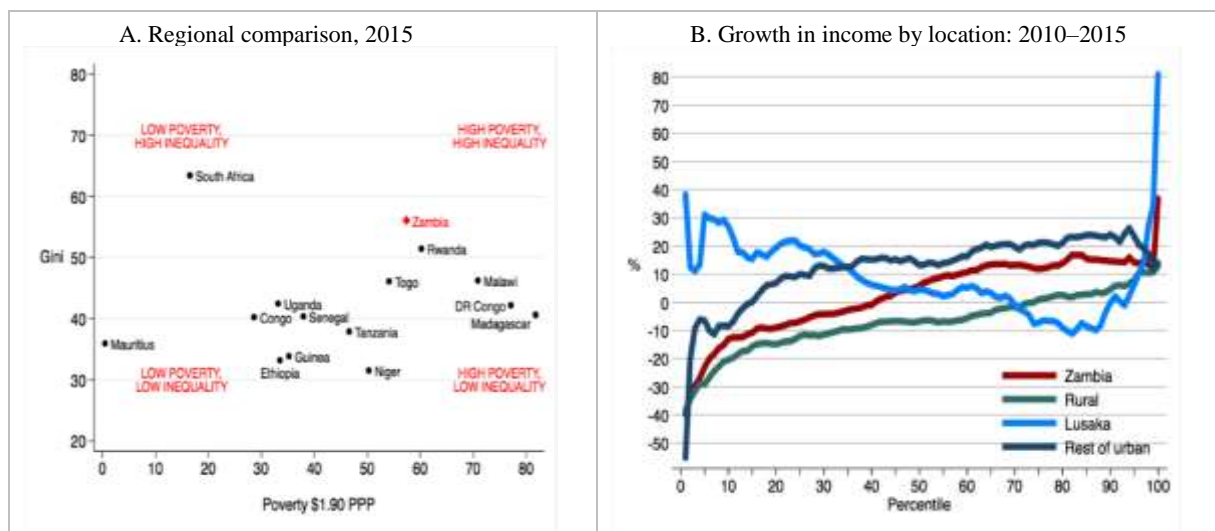 A. Regional comparison, 2015
80
70
60
Gini 50
40
30
20
LOW POVERTY,
HIGH INEQUALITY
HIGH POVERTY,
HIGH INEQUALITY
South Africa
Zambia
Rwanda
Togo
Malawi
Uganda
DR Congo
Congo
Senegal
Madagascar
Tanzania
Mauritius
Guinea
Ethiopia
Niger
LOW POVERTY,
LOW INEQUALITY
HIGH POVERTY,
LOW INEQUALITY
0 10 20 30 40 50 60 70 80
Poverty $1.90 PPP
B. Growth in income by location: 2010–2015
80
70
60
50
40
30
20
10
0
-10
-20
-30
-40
-50
%
Zambia
Rural
Lusaka
Rest of urban
0 10 20 30 40 50 60 70 80 90 100
Percentile